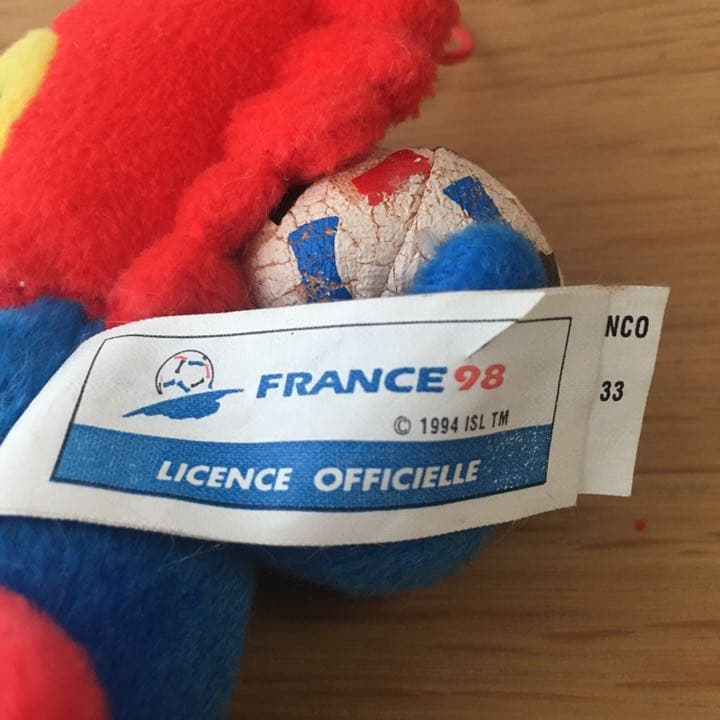 FRANCE 98
© 1994 ISL TM
LICENCE OFFICIELLE
NCO
33